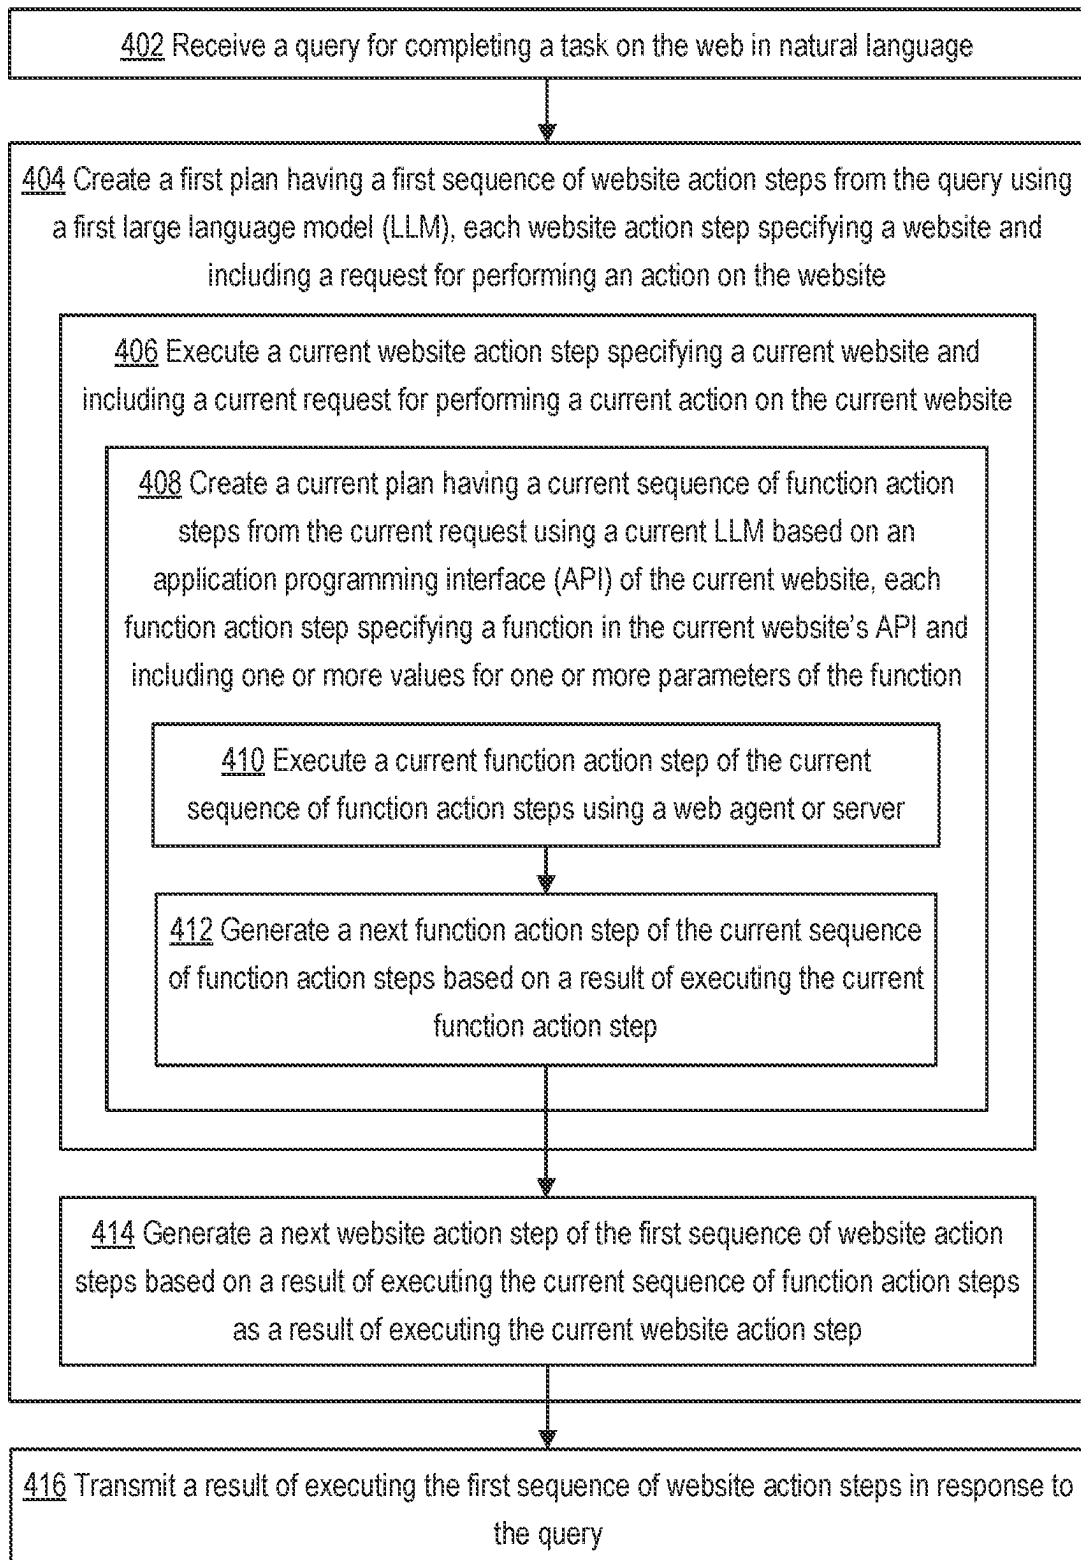 402 Receive a query for completing a task on the web in natural language
404 Create a first plan having a first sequence of website action steps from the query using
a first large language model (LLM), each website action step specifying a website and
including a request for performing an action on the website
406 Execute a current website action step specifying a current website and
including a current request for performing a current action on the current website
408 Create a current plan having a current sequence of function action
steps from the current request using a current LLM based on an
application programming interface (API) of the current website, each
function action step specifying a function in the current website's API and
including one or more values for one or more parameters of the function
410 Execute a current function action step of the current
sequence of function action steps using a web agent or server
412 Generate a next function action step of the current sequence
of function action steps based on a result of executing the current
function action step
414 Generate a next website action step of the first sequence of website action
steps based on a result of executing the current sequence of function action steps
as a result of executing the current website action step
416 Transmit a result of executing the first sequence of website action steps in response to
the query